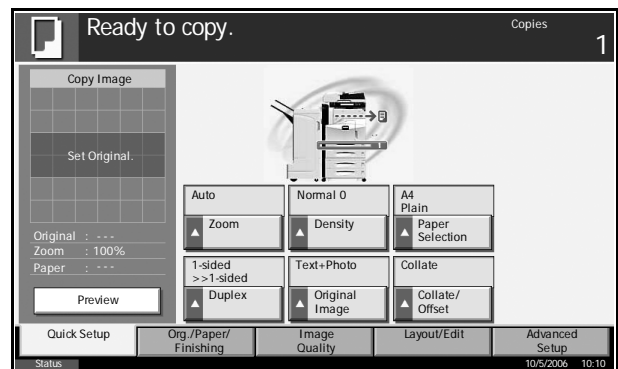 Ready to copy.
Copies
1
Copy Image
Set Original.
Original : ---
Zoom : 100%
Paper : ---
Preview
Auto
Zoom
Normal 0
Density
A4
Plain
Paper
Selection
1-sided
>>1-sided
Duplex
Text+Photo
Original
Image
Collate
Collate/
Offset
Quick Setup
Org./Paper/
Finishing
Image
Quality
Layout/Edit
Advanced
Setup
Status
10/5/2006 10:10